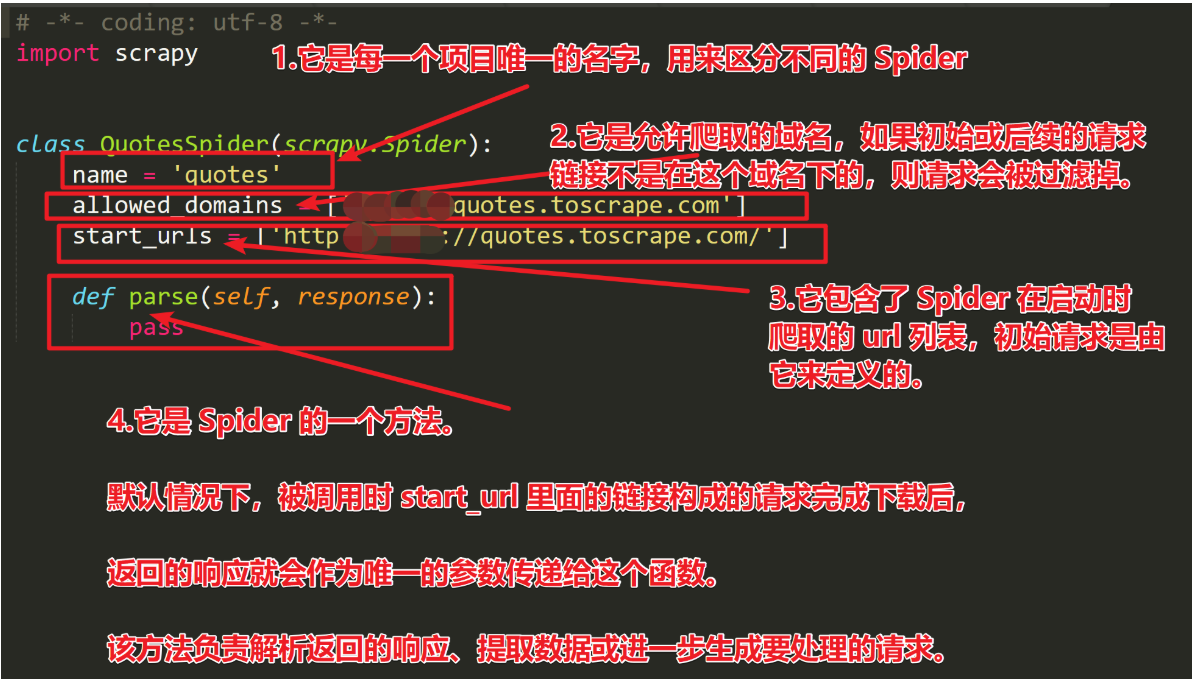 # -*- coding: utf-8 -*-
import scrapy
1.它是每一个项目唯一的名字，用来区分不同的 Spider
class QuotesSpider(scrapy.Spider):
2.它是允许爬取的域名，如果初始或后续的请求
链接不是在这个域名下的，则请求会被过滤掉。
name = 'quotes'
allowed_domains = [quotes.toscrape.com']
start_urls = ['http://quotes.toscrape.com/']
def parse(self, response):
pass
3.它包含了 Spider 在启动时
爬取的 url 列表，初始请求是由
它来定义的。
4.它是 Spider 的一个方法。
默认情况下，被调用时 start_url 里面的链接构成的请求完成下载后，
返回的响应就会作为唯一的参数传递给这个函数。
该方法负责解析返回的响应、提取数据或进一步生成要处理的请求。